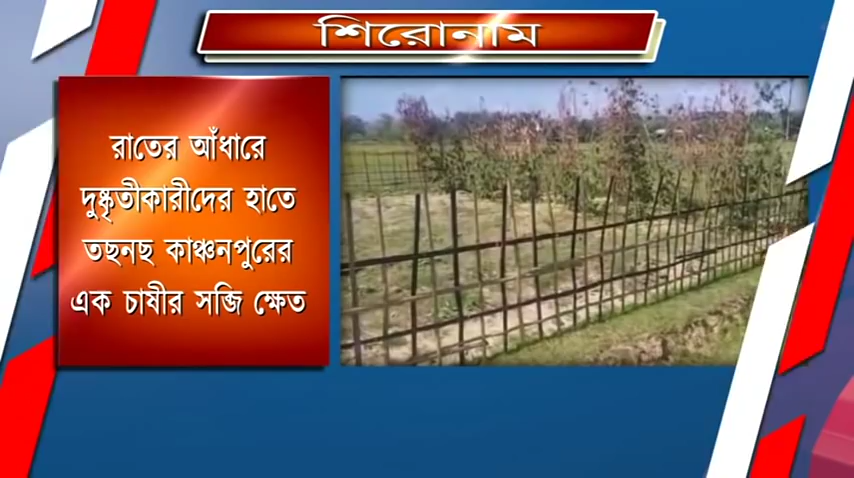 শিরোনাম
রাতের আঁধারে
দুষ্কৃতীকারীদের হাতে
তছনছ কাঞ্চনপুরের
এক চাষীর সব্জি ক্ষেত